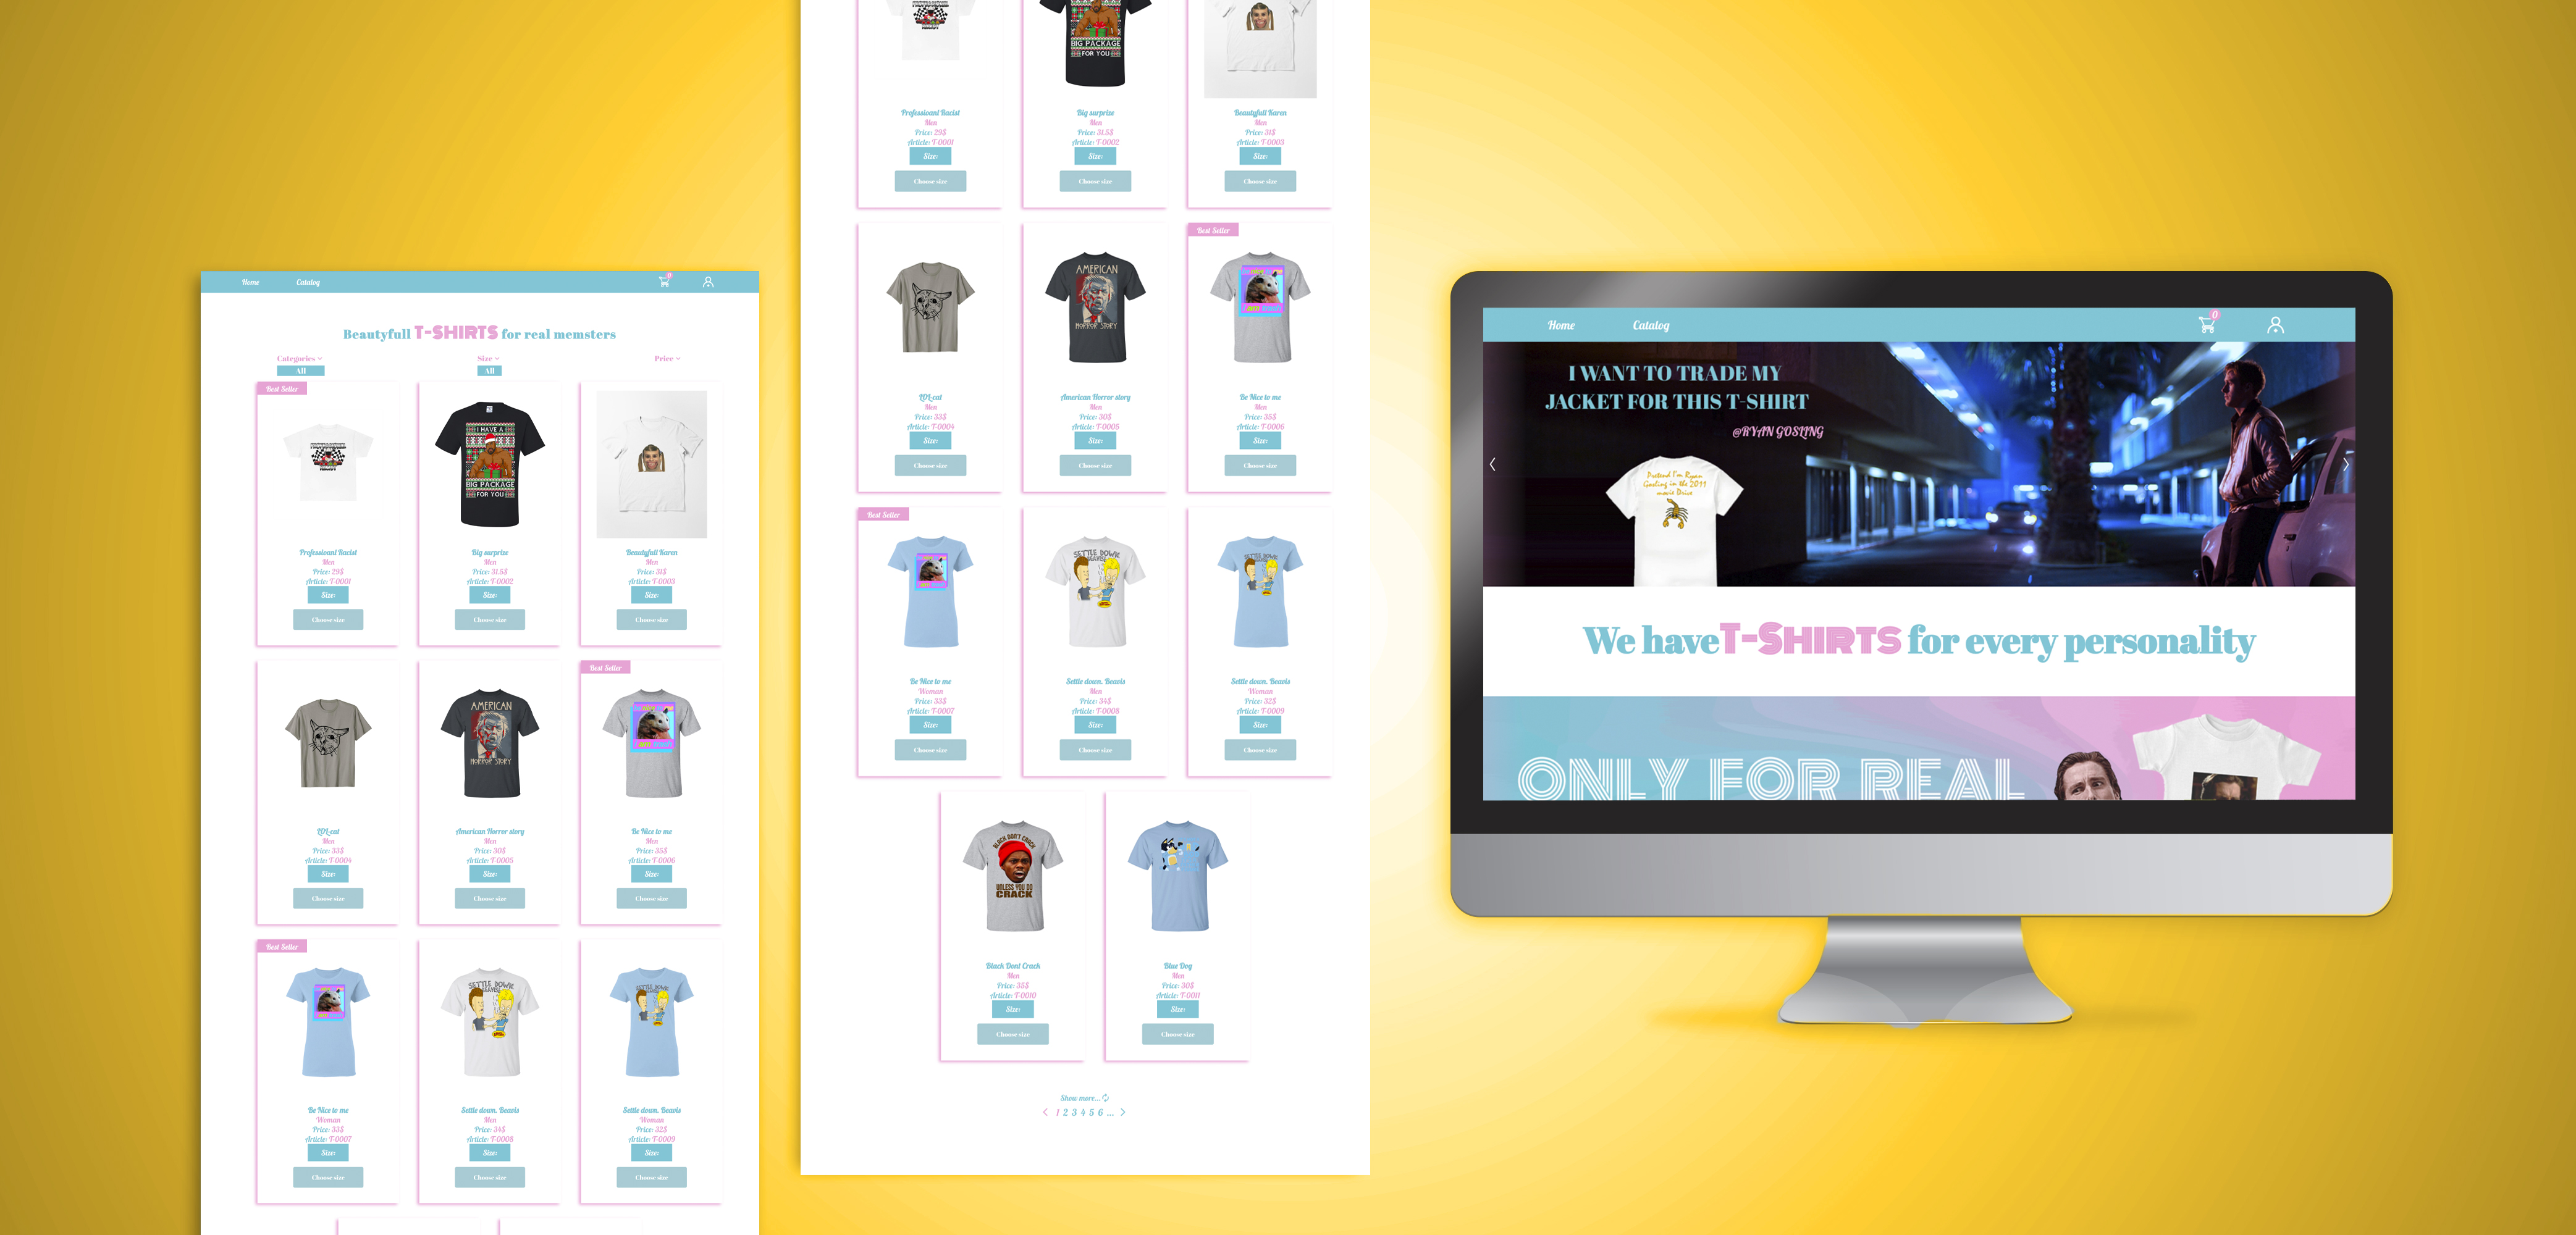 Home Catalog 0
Beautyfull T-SHIRTS for real memsters
Categories Size Price
All All
Best Seller
I HAVE A
BIG PACKAGE
FOR YOU
Professioanl Racist
Men
Price: 29$
Article: T-0001
Size:
Choose size
Big surprize
Men
Price: 31.5$
Article: T-0002
Size:
Choose size
Beautyfull Karen
Men
Price: 31$
Article: T-0003
Size:
Choose size
LOL-cat
Men
Price: 33$
Article: T-0004
Size:
Choose size
AMERICAN
HORROR STORY
American Horror story
Men
Price: 30$
Article: T-0005
Size:
Choose size
Best Seller
Be Nice to me
Men
Price: 35$
Article: T-0006
Size:
Choose size
Best Seller
Be Nice to me
Woman
Price: 33$
Article: T-0007
Size:
Choose size
SETTLE DOWN,
BEAVIS!
Settle down. Beavis
Men
Price: 34$
Article: T-0008
Size:
Choose size
SETTLE DOWN,
BEAVIS!
Settle down. Beavis
Woman
Price: 32$
Article: T-0009
Size:
Choose size
BIG PACKAGE
FOR YOU
Professioanl Racist
Men
Price: 29$
Article: T-0001
Size:
Choose size
Big surprize
Men
Price: 31.5$
Article: T-0002
Size:
Choose size
Beautyfull Karen
Men
Price: 31$
Article: T-0003
Size:
Choose size
LOL-cat
Men
Price: 33$
Article: T-0004
Size:
Choose size
AMERICAN
HORROR STORY
American Horror story
Men
Price: 30$
Article: T-0005
Size:
Choose size
Best Seller
Be Nice to me
Men
Price: 35$
Article: T-0006
Size:
Choose size
Best Seller
Be Nice to me
Woman
Price: 33$
Article: T-0007
Size:
Choose size
SETTLE DOWN,
BEAVIS!
Settle down. Beavis
Men
Price: 34$
Article: T-0008
Size:
Choose size
SETTLE DOWN,
BEAVIS!
Settle down. Beavis
Woman
Price: 32$
Article: T-0009
Size:
Choose size
BLACK DON'T CRACK
UNLESS YOU DO
CRACK
Black Dont Crack
Men
Price: 35$
Article: T-0010
Size:
Choose size
Blue Dog
Men
Price: 30$
Article: T-0011
Size:
Choose size
Show more...
1 2 3 4 5 6 ...
Home Catalog 0
I WANT TO TRADE MY
JACKET FOR THIS T-SHIRT
@RYAN GOSLING
Pretend I'm Ryan
Gosling in the 2011
movie Drive
We have T-SHIRTS for every personality
ONLY FOR REAL